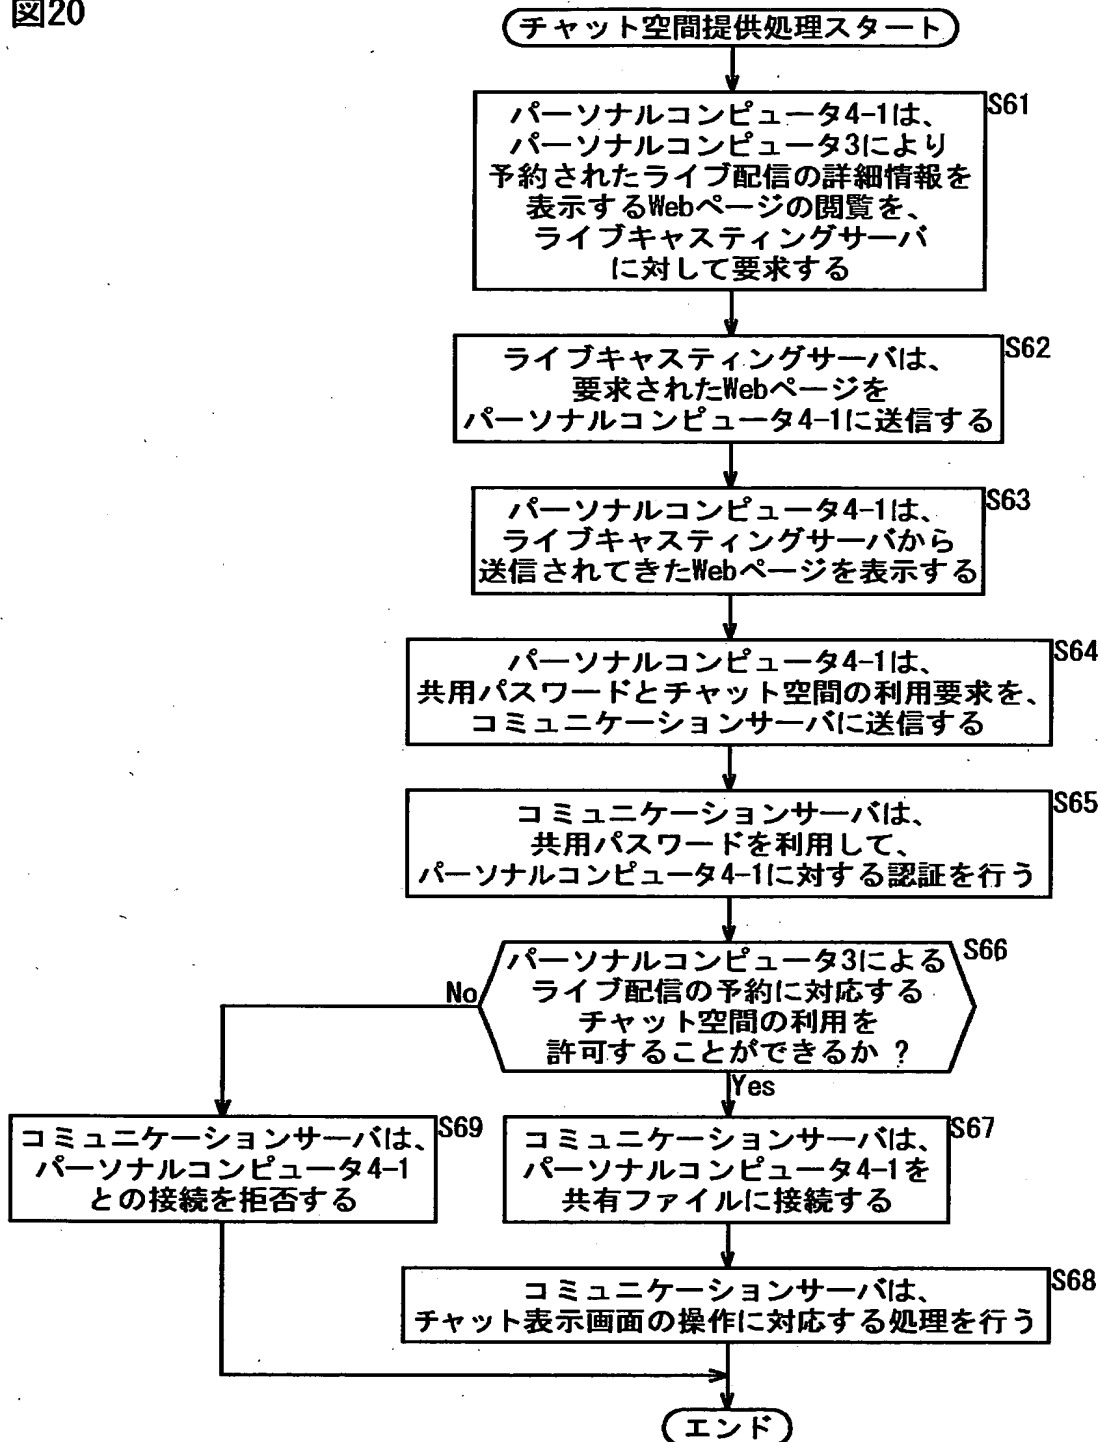 図20
チャット空間提供処理スタート
S61
パーソナルコンピュータ4-1は、
パーソナルコンピュータ3により
予約されたライブ配信の詳細情報を
表示するWebページの閲覧を、
ライブキャスティングサーバ
に対して要求する
S62
ライブキャスティングサーバは、
要求されたWebページを
パーソナルコンピュータ4-1に送信する
S63
パーソナルコンピュータ4-1は、
ライブキャスティングサーバから
送信されてきたWebページを表示する
S64
パーソナルコンピュータ4-1は、
共用パスワードとチャット空間の利用要求を、
コミュニケーションサーバに送信する
S65
コミュニケーションサーバは、
共用パスワードを利用して、
パーソナルコンピュータ4-1に対する認証を行う
S66
パーソナルコンピュータ3による
ライブ配信の予約に対応する
チャット空間の利用を
許可することができるか ?
No
Yes
S69
コミュニケーションサーバは、
パーソナルコンピュータ4-1
との接続を拒否する
S67
コミュニケーションサーバは、
パーソナルコンピュータ4-1を
共有ファイルに接続する
S68
コミュニケーションサーバは、
チャット表示画面の操作に対応する処理を行う
エンド